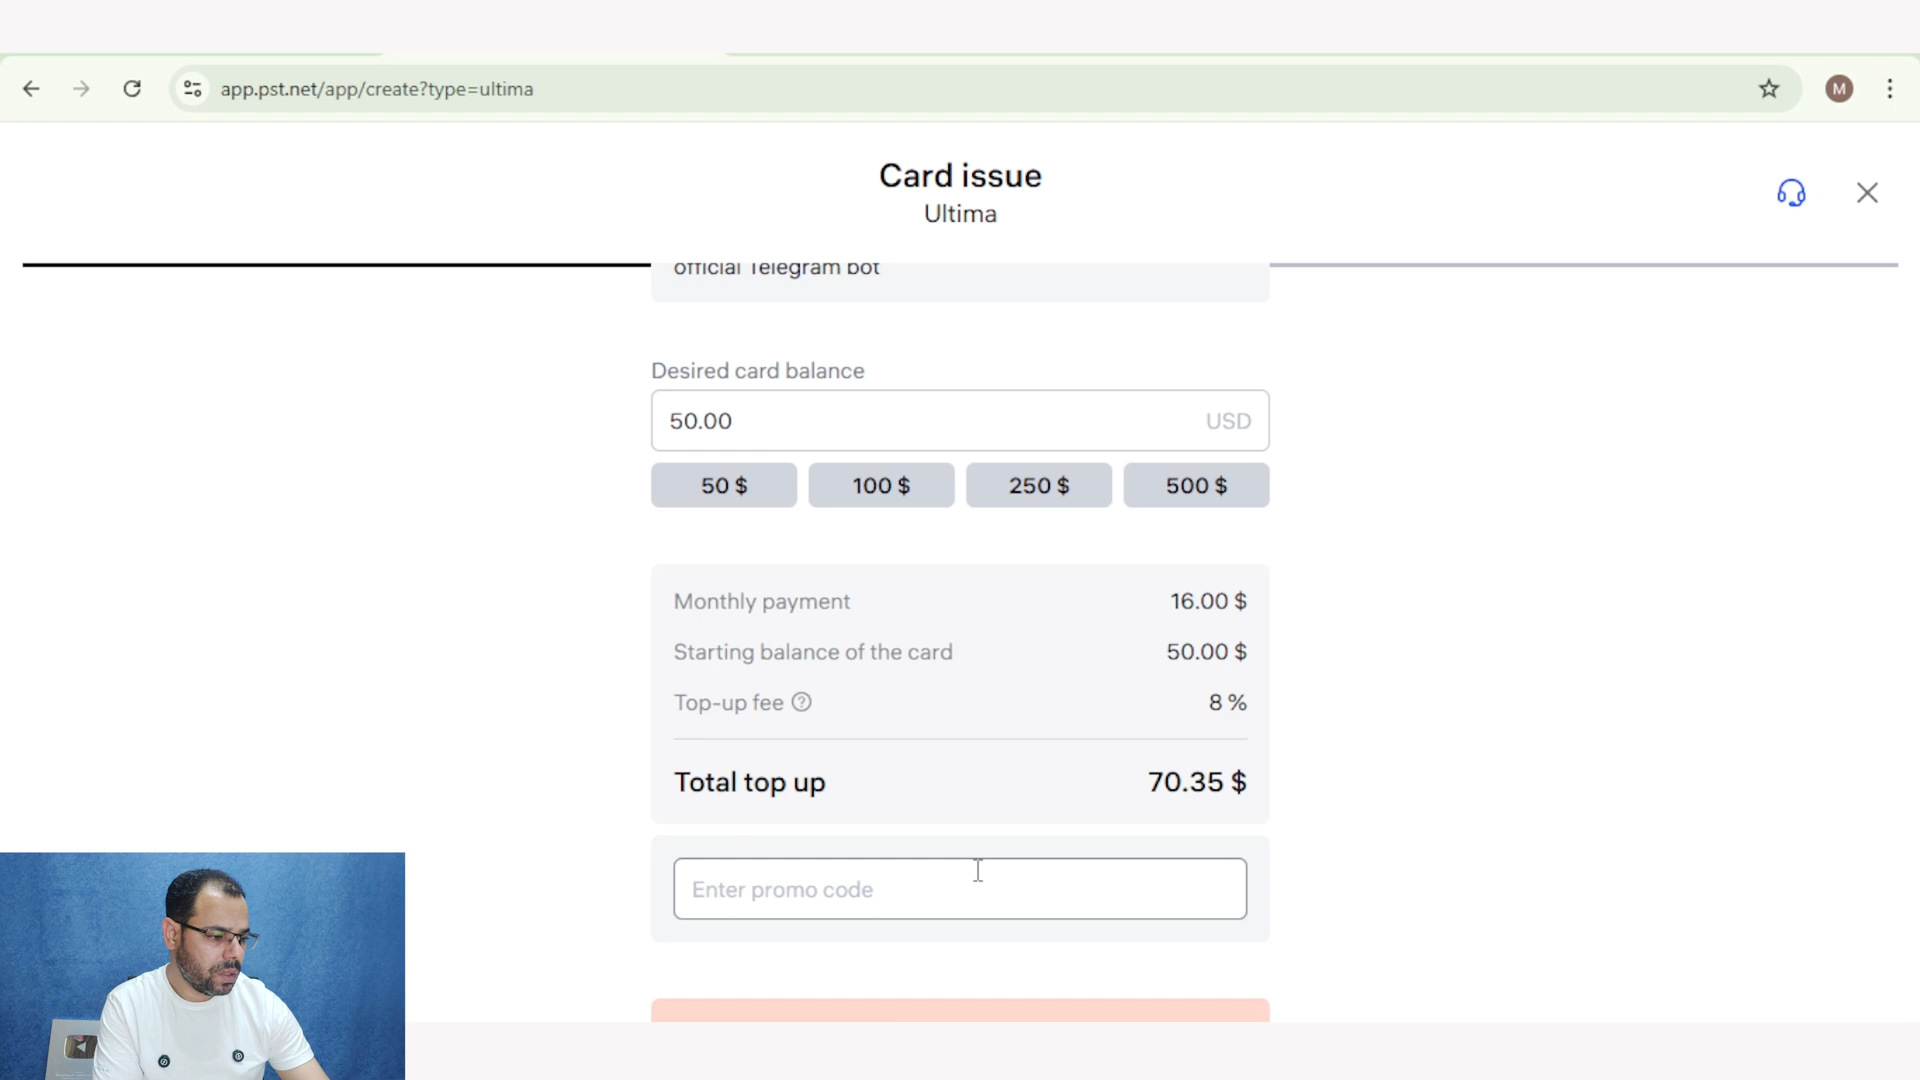 app.pst.net/app/create?type=ultima
M
Card issue
Ultima
official Telegram bot
Desired card balance
50.00 USD
50 $ 100 $ 250 $ 500 $
Monthly payment 16.00 $
Starting balance of the card 50.00 $
Top-up fee ? 8 %
Total top up 70.35 $
Enter promo code